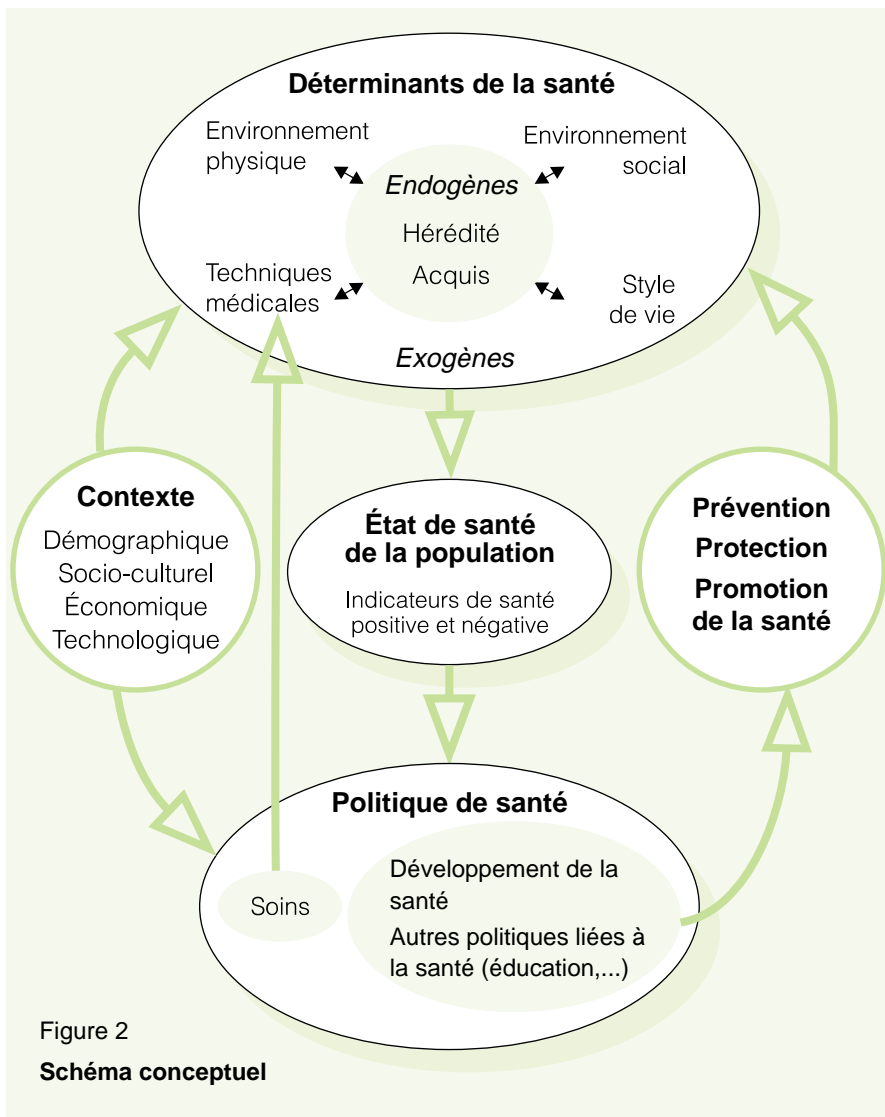 Déterminants de la santé
Environnement
physique
Environnement
social
Endogènes
Hérédité
Acquis
Techniques
médicales
Style
de vie
Exogènes
Contexte
Démographique
Socio-culturel
Économique
Technologique
État de santé
de la population
Indicateurs de santé
positive et négative
Prévention
Protection
Promotion
de la santé
Politique de santé
Soins
Développement de la
santé
Autres politiques liées à
la santé (éducation,...)
Figure 2
Schéma conceptuel